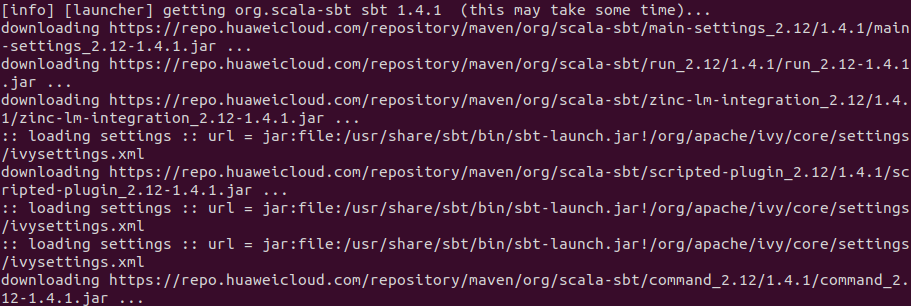 [info] [launcher] getting org.scala-sbt sbt 1.4.1  (this may take some time)...
downloading https://repo.huaweicloud.com/repository/maven/org/scala-sbt/main-settings_2.12/1.4.1/main
-settings_2.12-1.4.1.jar ...
downloading https://repo.huaweicloud.com/repository/maven/org/scala-sbt/run_2.12/1.4.1/run_2.12-1.4.1
.jar ...
downloading https://repo.huaweicloud.com/repository/maven/org/scala-sbt/zinc-lm-integration_2.12/1.4.
1/zinc-lm-integration_2.12-1.4.1.jar ...
:: loading settings :: url = jar:file:/usr/share/sbt/bin/sbt-launch.jar!/org/apache/ivy/core/settings
/ivysettings.xml
downloading https://repo.huaweicloud.com/repository/maven/org/scala-sbt/scripted-plugin_2.12/1.4.1/sc
ripted-plugin_2.12-1.4.1.jar ...
:: loading settings :: url = jar:file:/usr/share/sbt/bin/sbt-launch.jar!/org/apache/ivy/core/settings
/ivysettings.xml
:: loading settings :: url = jar:file:/usr/share/sbt/bin/sbt-launch.jar!/org/apache/ivy/core/settings
/ivysettings.xml
downloading https://repo.huaweicloud.com/repository/maven/org/scala-sbt/command_2.12/1.4.1/command_2.
12-1.4.1.jar ...